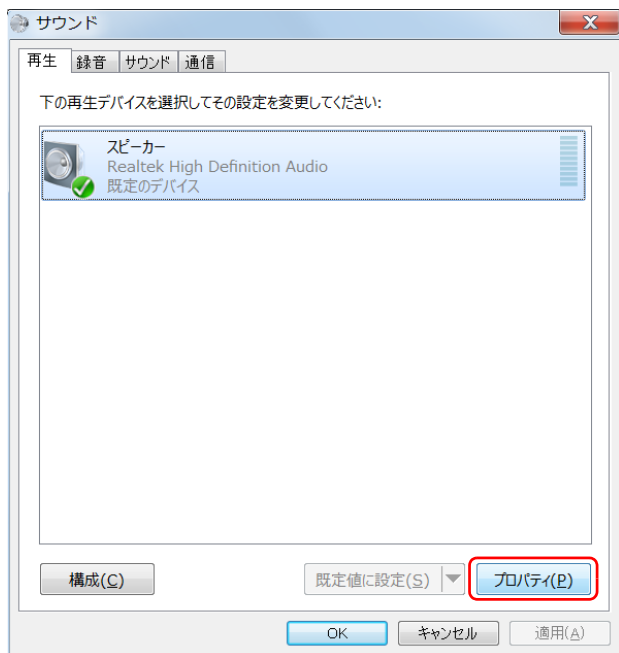 サウンド
再生 録音 サウンド 通信
下の再生デバイスを選択してその設定を変更してください:
スピーカー
Realtek High Definition Audio
既定のデバイス
構成(C) 既定値に設定(S) プロパティ(P)
OK キャンセル 適用(A)